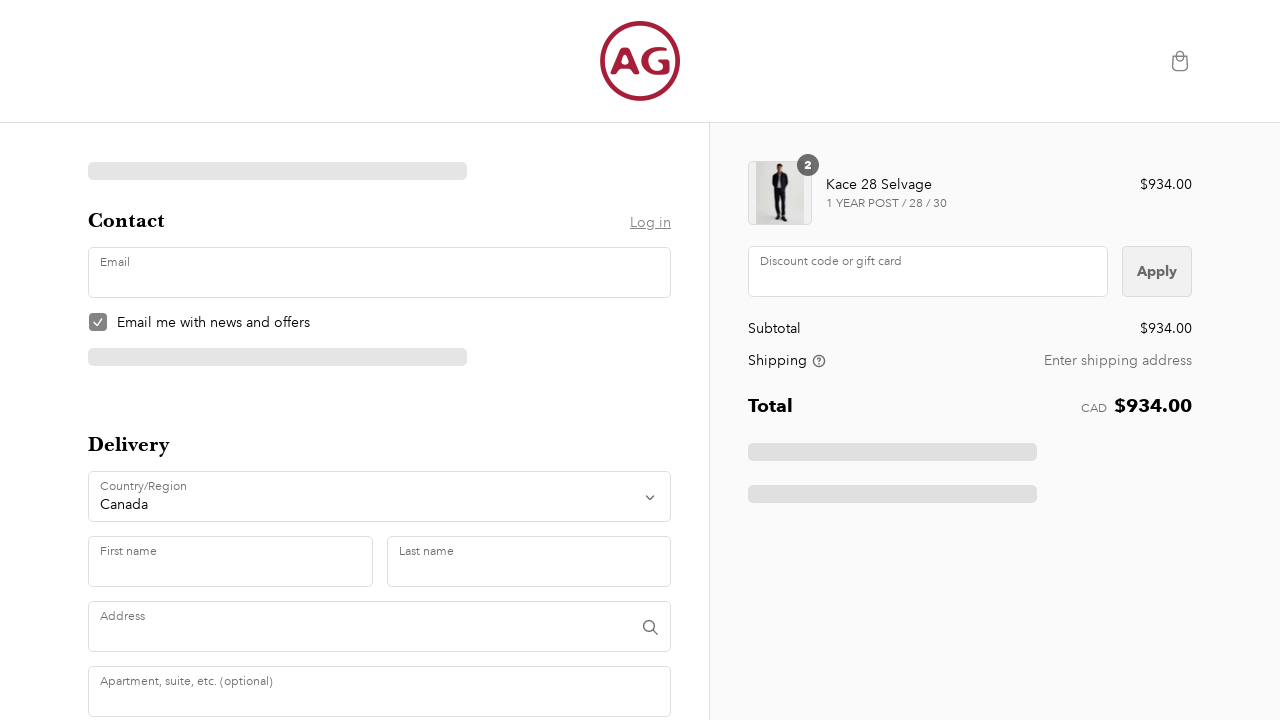 AG
Contact
Log in
Email
Email me with news and offers
Delivery
Country/Region
Canada
First name
Last name
Address
Apartment, suite, etc. (optional)
2
Kace 28 Selvage
$934.00
1 YEAR POST / 28 / 30
Discount code or gift card
Apply
Subtotal
$934.00
Shipping
Enter shipping address
Total
CAD $934.00